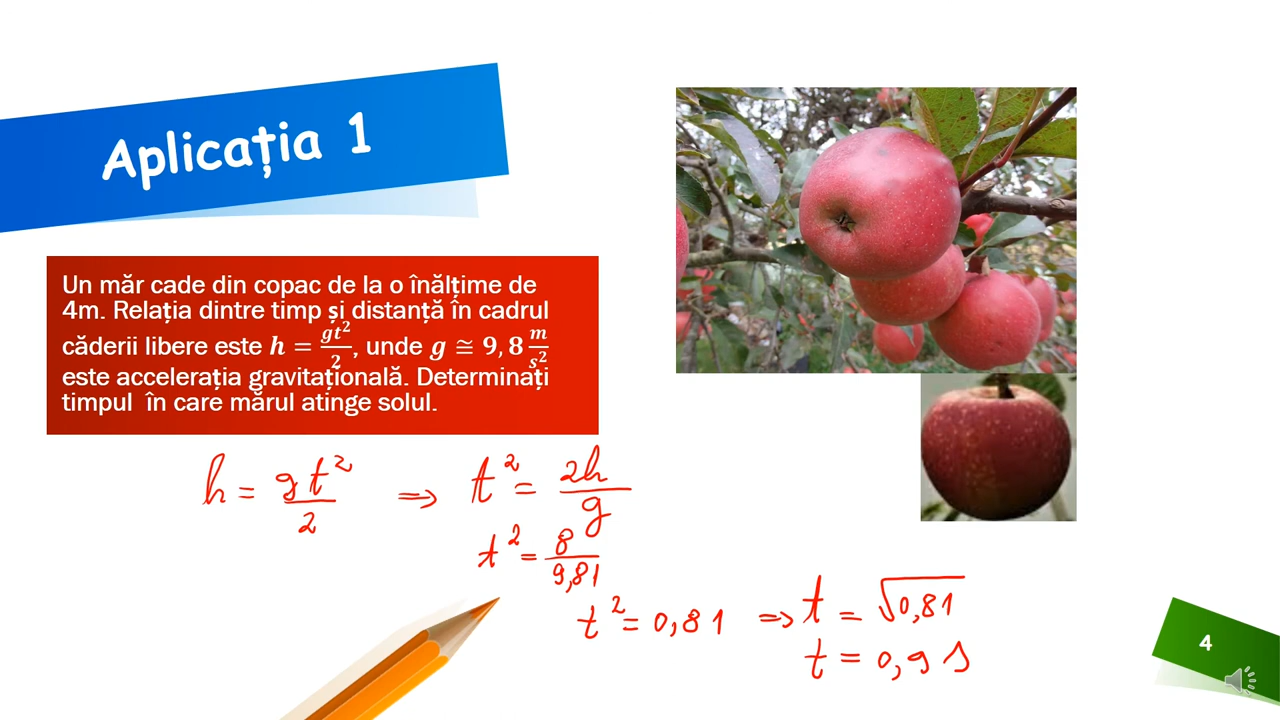 Aplicația 1
Un măr cade din copac de la o înălțime de
4m. Relația dintre timp și distanță în cadrul
căderii libere este h = gt²/2, unde g ≅ 9,8 m/s²
este accelerația gravitațională. Determinați
timpul în care mărul atinge solul.
h = gt²/2 ⇒ t² = 2h/g
t² = 8/9,81
t² = 0,81 ⇒ t = √0,81
t = 0,9 s
4